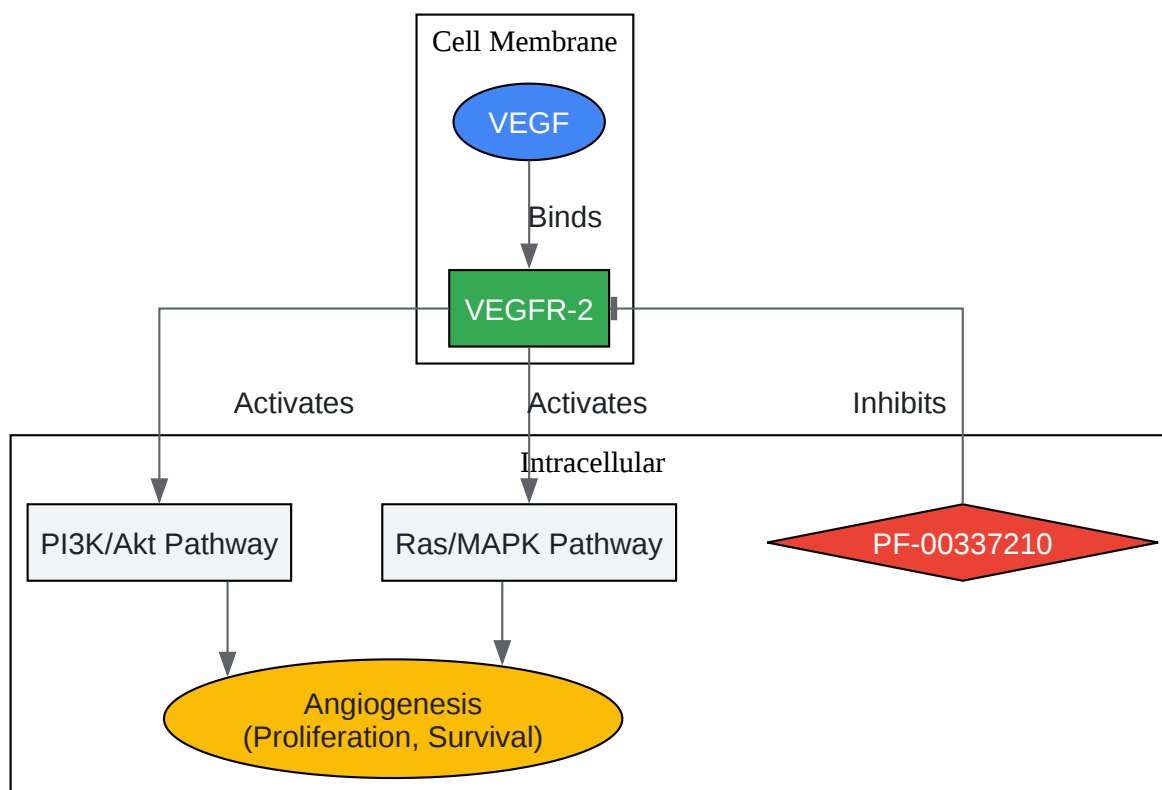 Cell Membrane
VEGF
Binds
VEGFR-2
Activates
Activates
Inhibits
Intracellular
PI3K/Akt Pathway
Ras/MAPK Pathway
PF-00337210
Angiogenesis
(Proliferation, Survival)